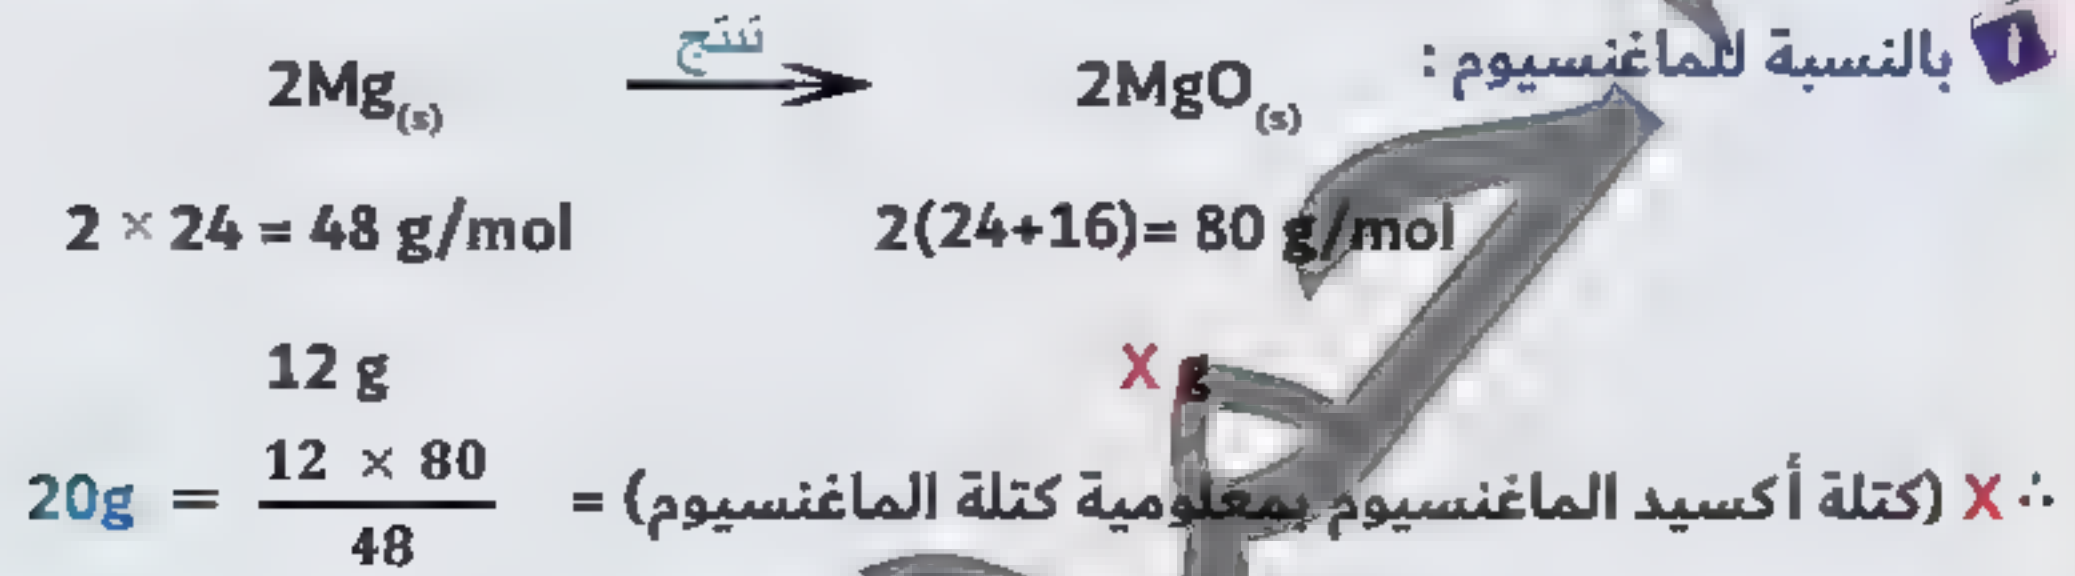 أ بالنسبة للماغنسيوم :
2Mg(s) تنتج → 2MgO(s)
2 × 24 = 48 g/mol 2(24+16)= 80 g/mol
12 g X g
∴ X (كتلة أكسيد الماغنسيوم بمعلومية كتلة الماغنسيوم) = 12 × 80 / 48 = 20g